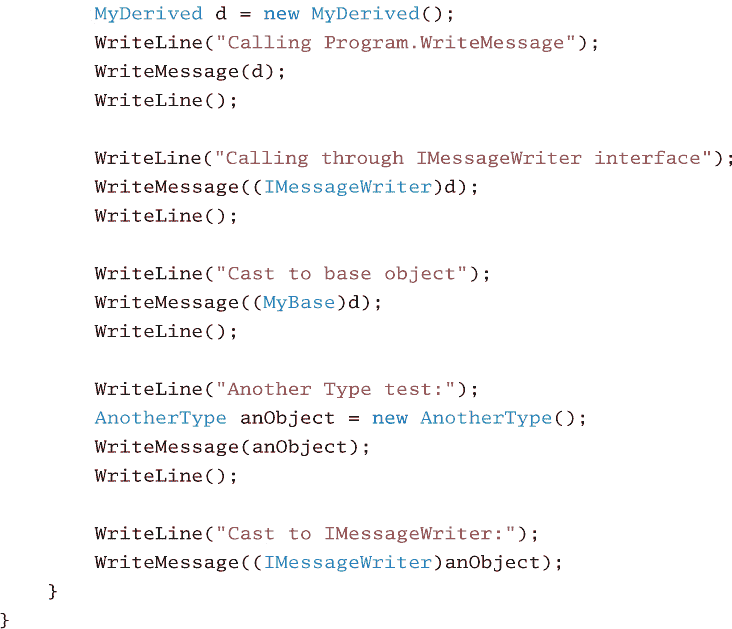 MyDerived d = new MyDerived();
WriteLine("Calling Program.WriteMessage");
WriteMessage(d);
WriteLine();
WriteLine("Calling through IMessageWriter interface");
WriteMessage((IMessageWriter)d);
WriteLine();
WriteLine("Cast to base object");
WriteMessage((MyBase)d);
WriteLine();
WriteLine("Another Type test:");
AnotherType anObject = new AnotherType();
WriteMessage(anObject);
WriteLine();
WriteLine("Cast to IMessageWriter:");
WriteMessage((IMessageWriter)anObject);
}
}